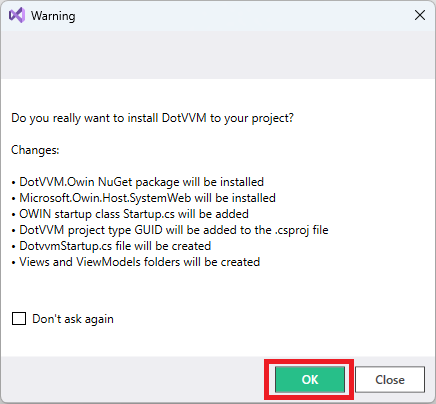 Warning
Do you really want to install DotVVM to your project?
Changes:
• DotVVM.Owin NuGet package will be installed
• Microsoft.Owin.Host.SystemWeb will be installed
• OWIN startup class Startup.cs will be added
• DotVVM project type GUID will be added to the .csproj file
• DotvvmStartup.cs file will be created
• Views and ViewModels folders will be created
Don't ask again
OK Close